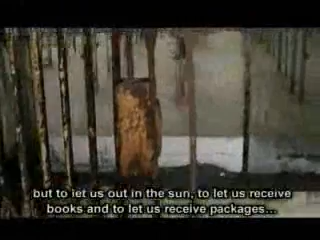 but to let us out in the sun, to let us receive
books and to let us receive packages...